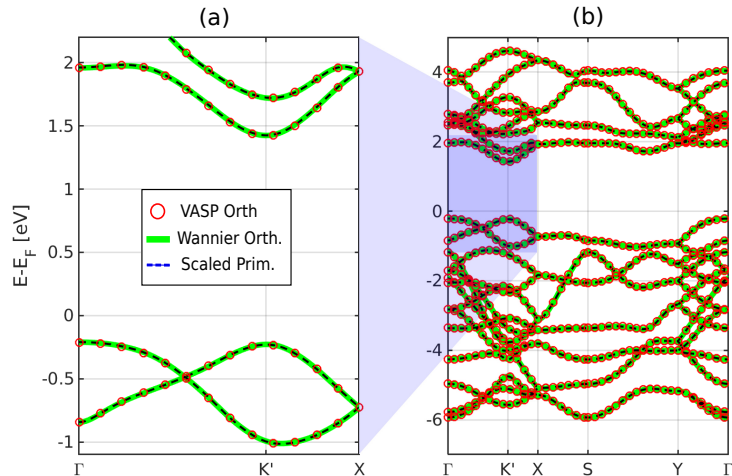 (a)
(b)
E-E_F [eV]
2
1.5
1
0.5
0
-0.5
-1
Γ
K'
X
VASP Orth
Wannier Orth.
Scaled Prim.
4
2
0
-2
-4
-6
Γ
K'
X
S
Y
Γ